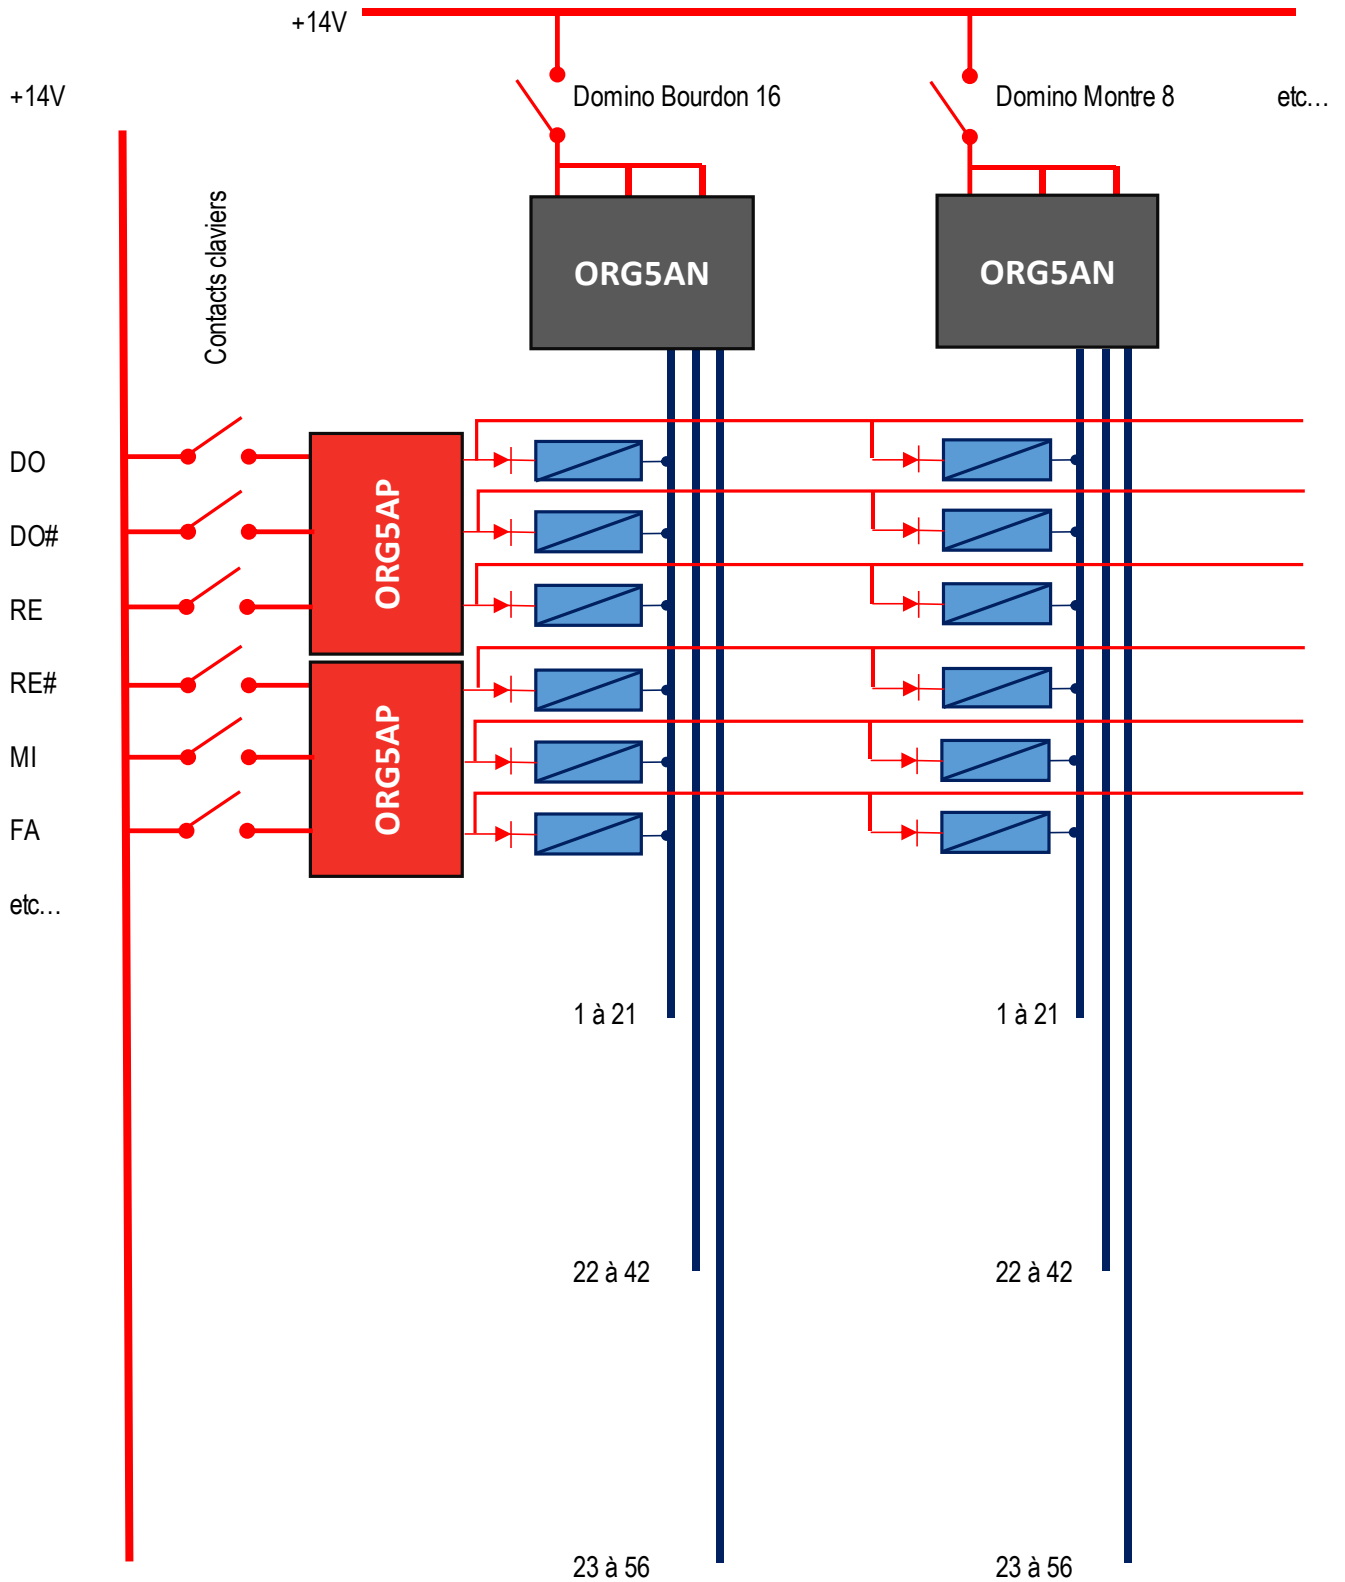 +14V
+14V
Domino Bourdon 16
Domino Montre 8
etc...
Contacts claviers
ORG5AN
ORG5AN
DO
ORG5AP
DO#
RE
RE#
ORG5AP
MI
FA
etc...
1 à 21
1 à 21
22 à 42
22 à 42
23 à 56
23 à 56